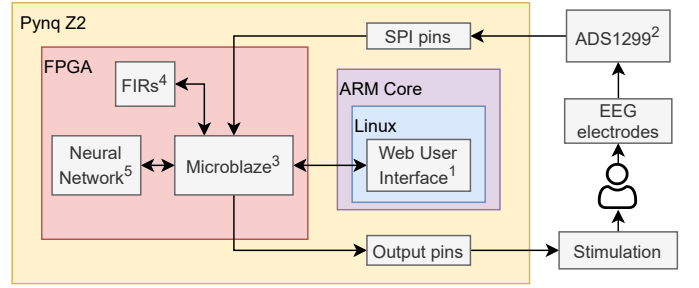 Pynq Z2
SPI pins
ADS1299²
FPGA
FIRs⁴
ARM Core
Linux
EEG
electrodes
Neural
Network⁵
Microblaze³
Web User
Interface¹
Output pins
Stimulation